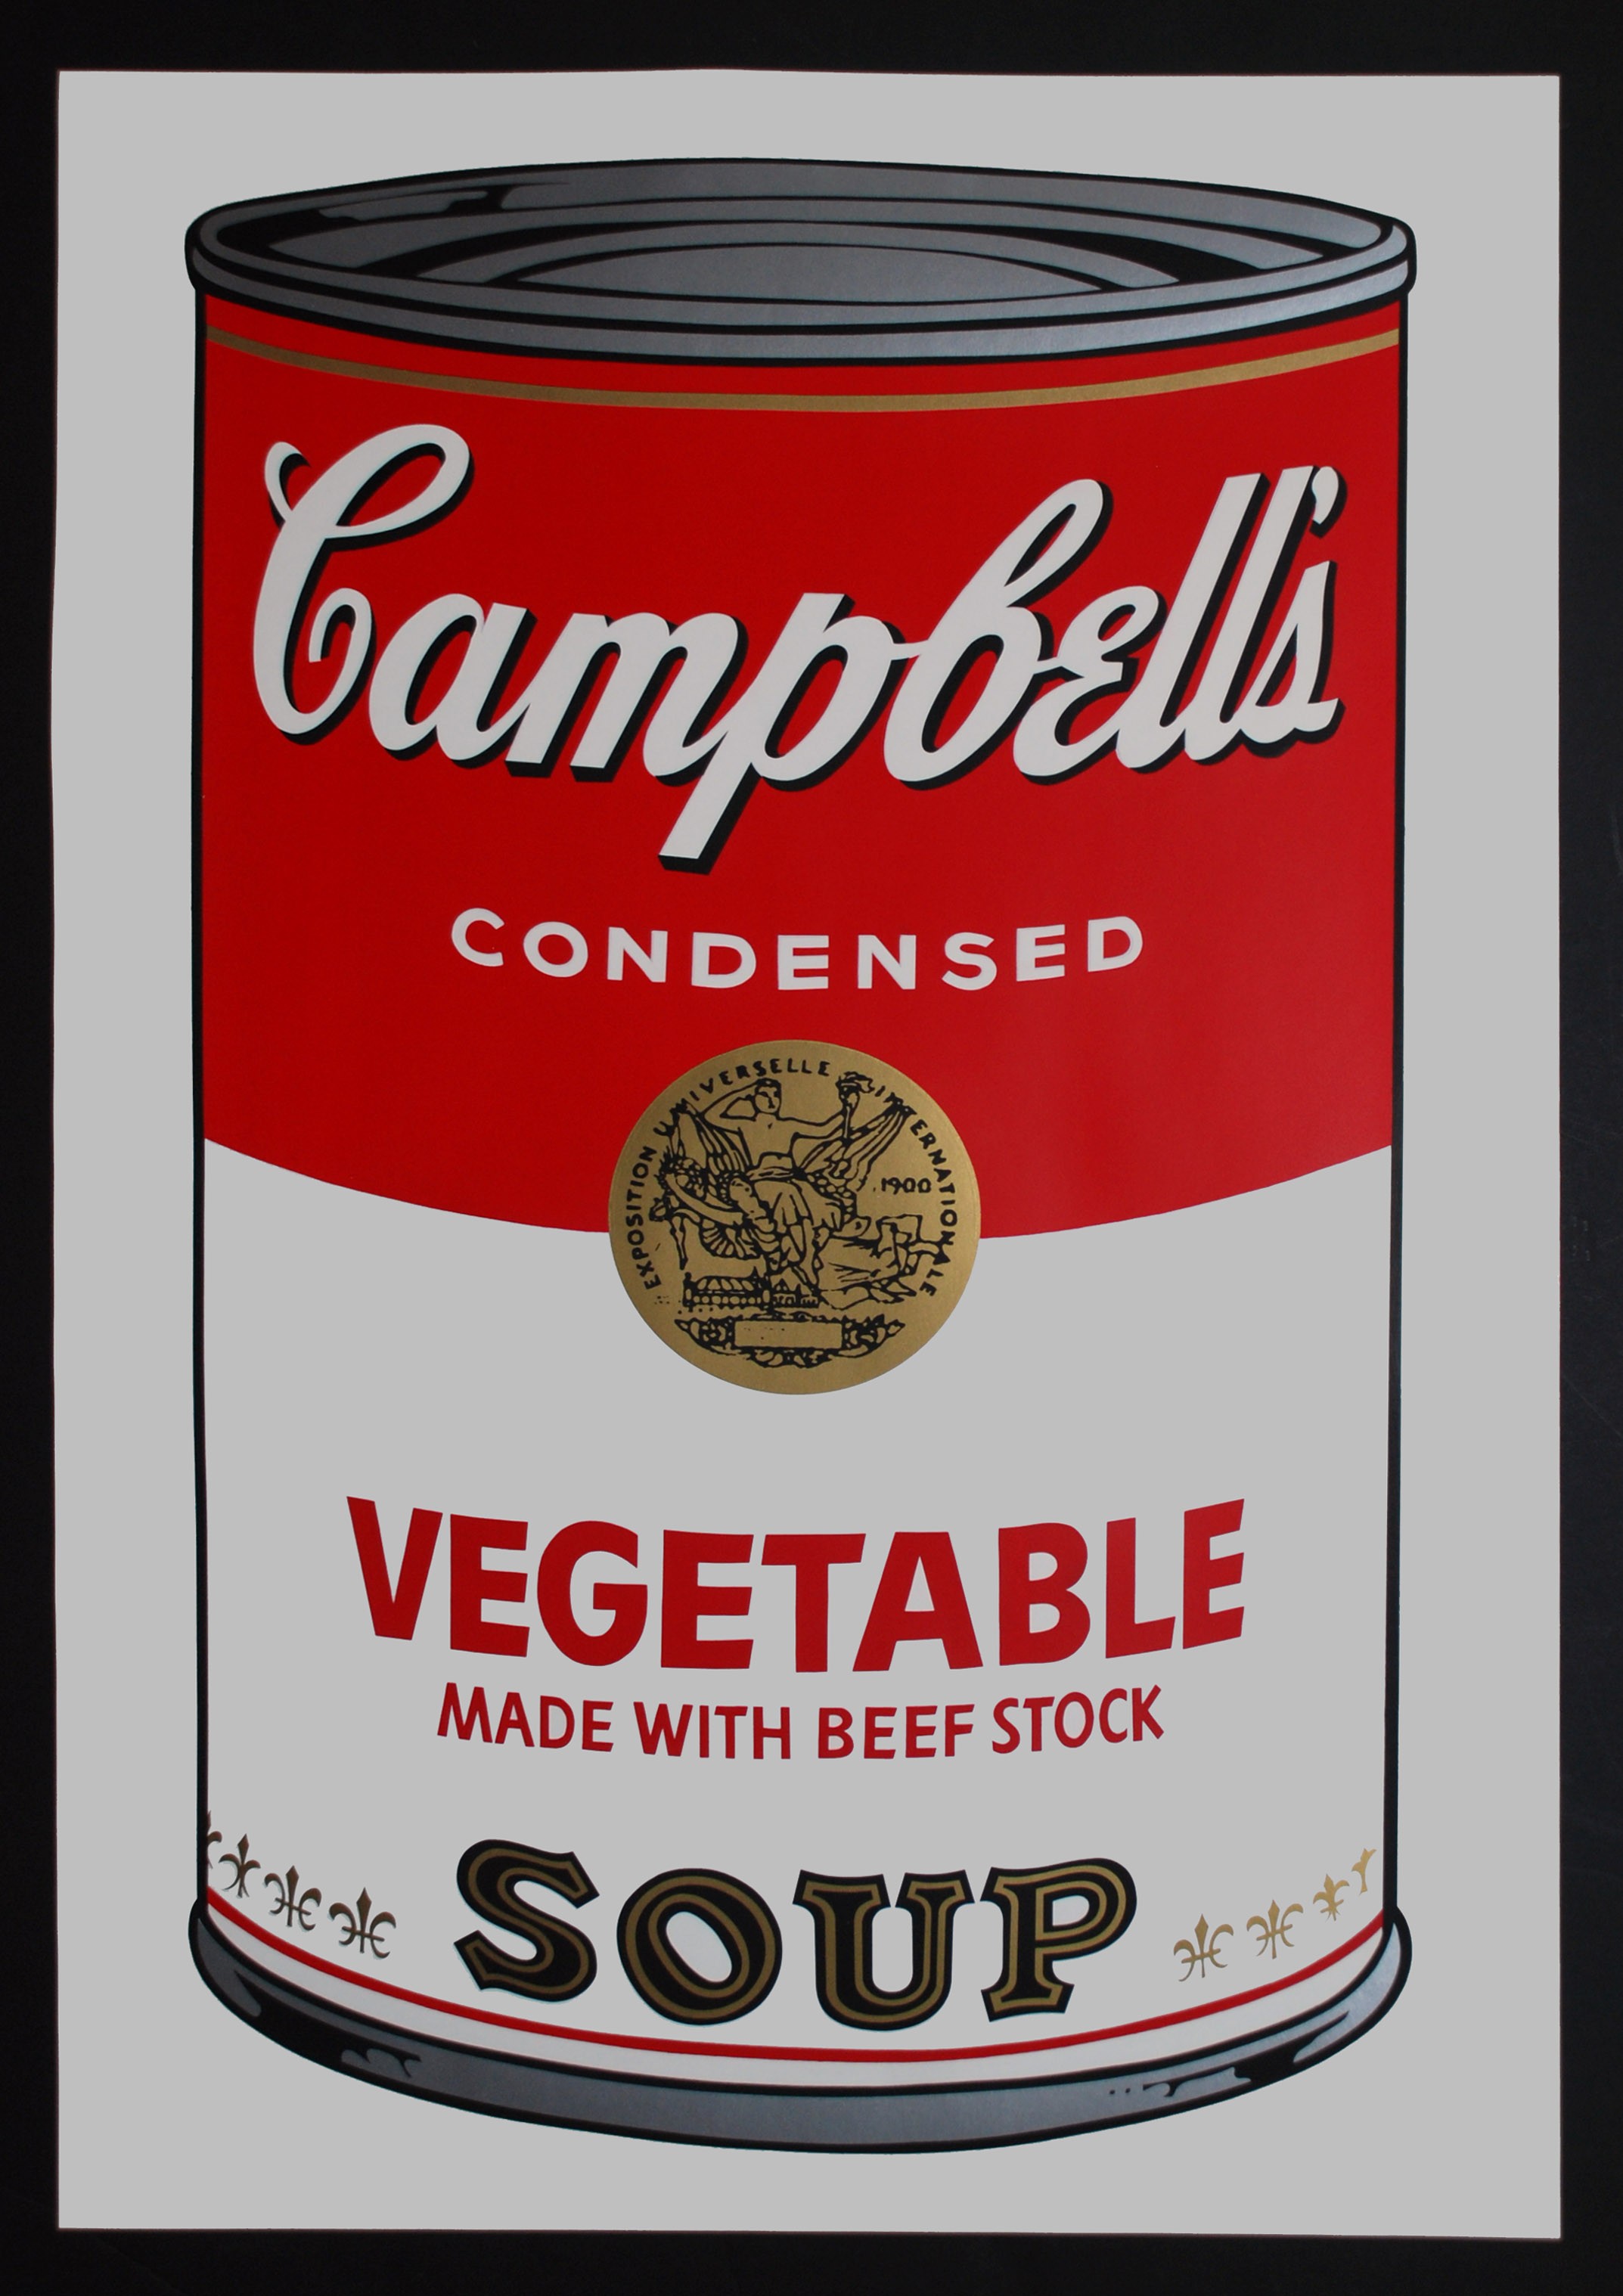 Campbell's
CONDENSED
EXPOSITION UNIVERSELLE INTERNATIONALE
1900
VEGETABLE
MADE WITH BEEF STOCK
SOUP